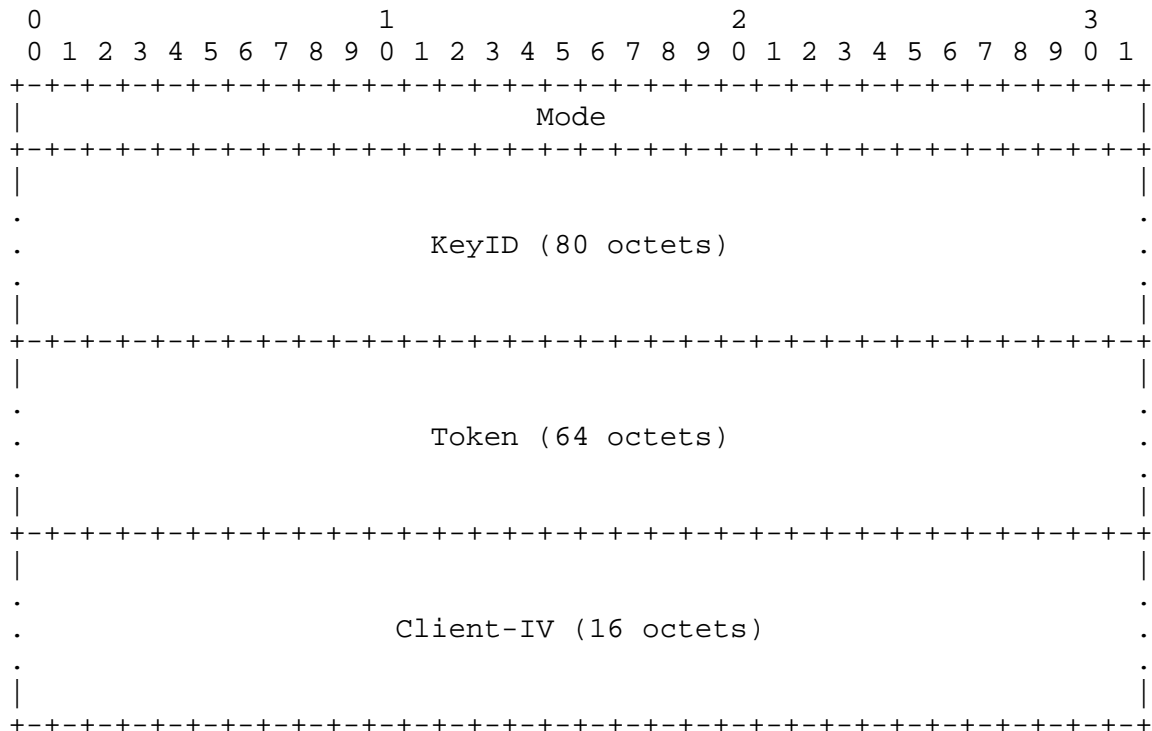 0                   1                   2                   3
 0 1 2 3 4 5 6 7 8 9 0 1 2 3 4 5 6 7 8 9 0 1 2 3 4 5 6 7 8 9 0 1
+-+-+-+-+-+-+-+-+-+-+-+-+-+-+-+-+-+-+-+-+-+-+-+-+-+-+-+-+-+-+-+-+
|                             Mode                              |
+-+-+-+-+-+-+-+-+-+-+-+-+-+-+-+-+-+-+-+-+-+-+-+-+-+-+-+-+-+-+-+-+
|                                                               |
.                                                               .
.                       KeyID (80 octets)                       .
.                                                               .
|                                                               |
+-+-+-+-+-+-+-+-+-+-+-+-+-+-+-+-+-+-+-+-+-+-+-+-+-+-+-+-+-+-+-+-+
|                                                               |
.                                                               .
.                       Token (64 octets)                       .
.                                                               .
|                                                               |
+-+-+-+-+-+-+-+-+-+-+-+-+-+-+-+-+-+-+-+-+-+-+-+-+-+-+-+-+-+-+-+-+
|                                                               |
.                                                               .
.                     Client-IV (16 octets)                     .
.                                                               .
|                                                               |
+-+-+-+-+-+-+-+-+-+-+-+-+-+-+-+-+-+-+-+-+-+-+-+-+-+-+-+-+-+-+-+-+